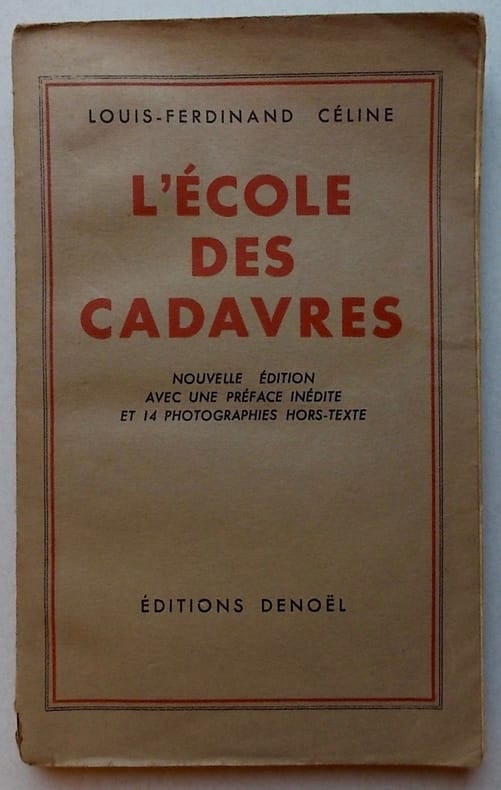 LOUIS-FERDINAND CÉLINE
L'ÉCOLE
DES
CADAVRES
NOUVELLE ÉDITION
AVEC UNE PRÉFACE INÉDITE
ET 14 PHOTOGRAPHIES HORS-TEXTE
ÉDITIONS DENOËL